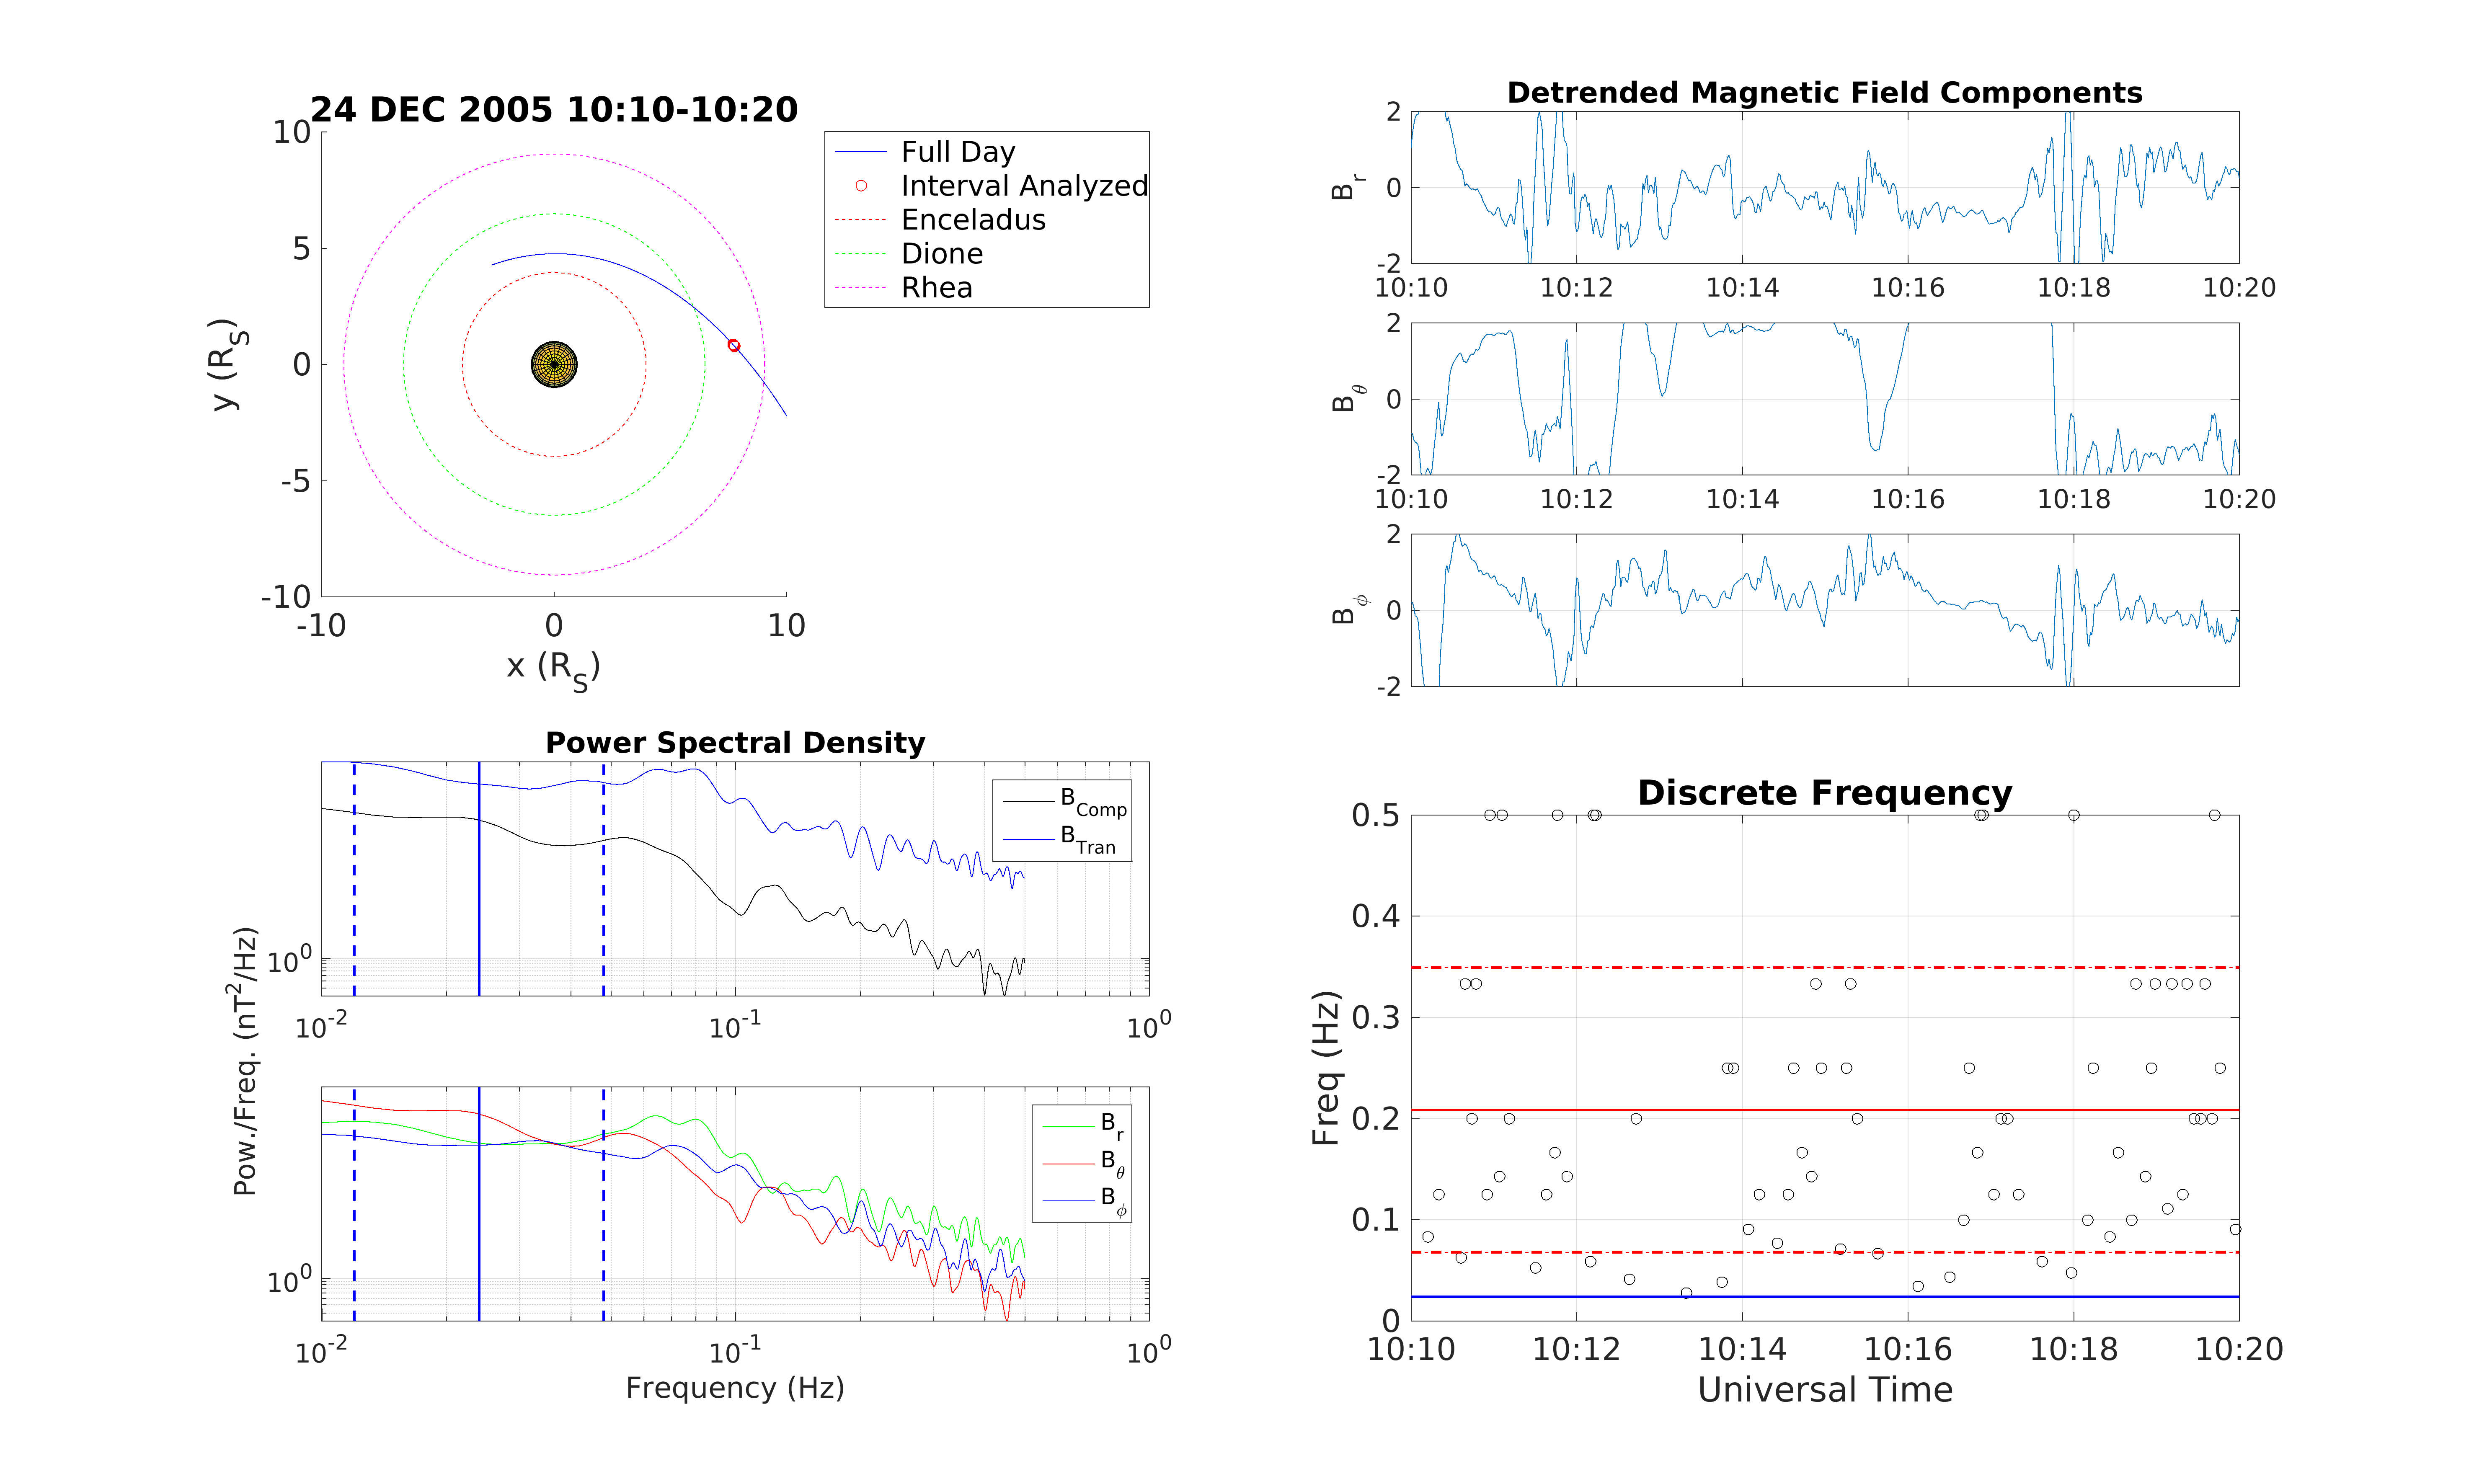 24 DEC 2005 10:10-10:20
10
5
0
-5
-10
y (R_S)
-10 0 10
x (R_S)
Full Day
Interval Analyzed
Enceladus
Dione
Rhea
Detrended Magnetic Field Components
2
0
-2
B_r
10:10 10:12 10:14 10:16 10:18 10:20
2
0
-2
B_θ
10:10 10:12 10:14 10:16 10:18 10:20
2
0
-2
B_ϕ
Power Spectral Density
B_Comp
B_Tran
10^0
10^-2 10^-1 10^0
Pow./Freq. (nT^2/Hz)
B_r
B_θ
B_ϕ
10^0
10^-2 10^-1 10^0
Frequency (Hz)
Discrete Frequency
0.5
0.4
0.3
0.2
0.1
0
Freq (Hz)
10:10 10:12 10:14 10:16 10:18 10:20
Universal Time